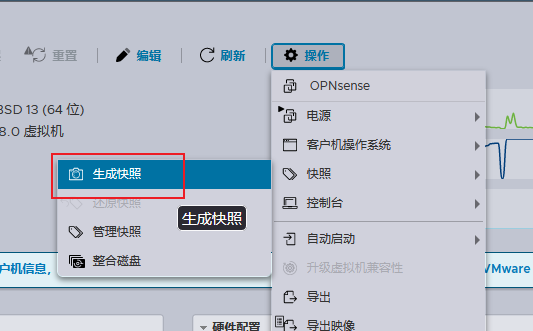 重置
编辑
刷新
操作
BSD 13 (64 位)
8.0 虚拟机
OPNsense
电源
客户机操作系统
快照
控制台
自动启动
升级虚拟机兼容性
导出
导出映像
生成快照
还原快照
管理快照
整合磁盘
生成快照
户机信息，
VMware
硬件配置